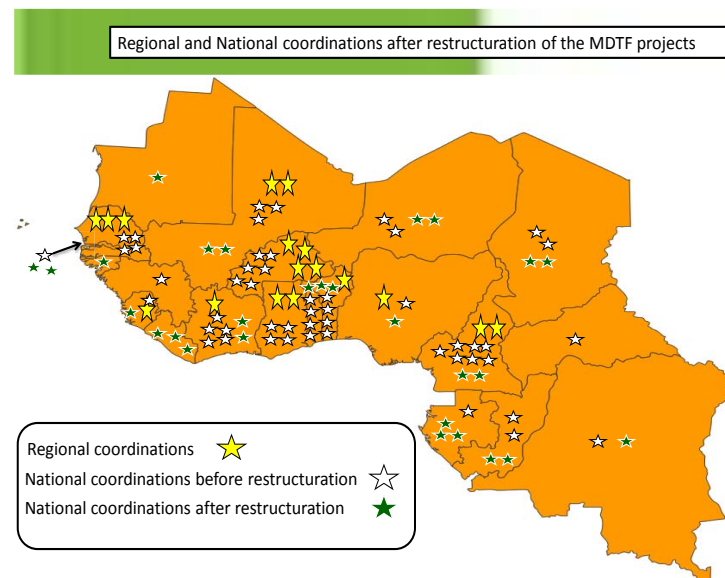 Regional and National coordinations after restructuration of the MDTF projects
Regional coordinations
National coordinations before restructuration
National coordinations after restructuration